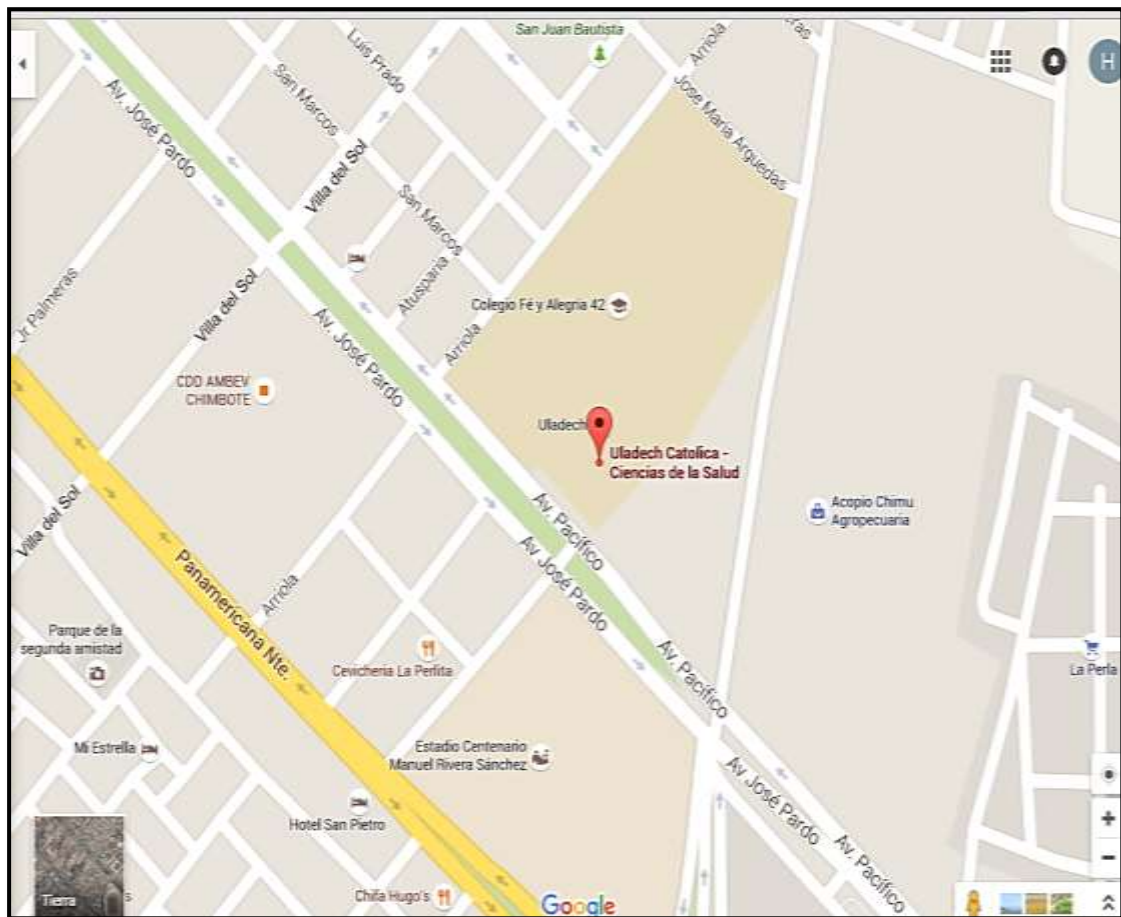 San Juan Bautista
Arriola
Luis Prado
San Marcos
H
Av. José Pardo
Jose Maria Arguedas
Villa del Sol
San Marcos
Jr Palmeras
Villa del Sol
Atusparia
Colegio Fé y Alegria 42
Arriola
Av. José Pardo
CDD AMBEV
CHIMBOTE
Uladech
Uladech Catolica -
Ciencias de la Salud
Acopio Chimu
Agropecuaria
Av. Pacífico
Villa del Sol
Av José Pardo
Panamericana Nte.
Arriola
Parque de la
segunda amistad
Cevicheria La Perlita
Av. Pacífico
La Perla
Mi Estrella
Estadio Centenario
Manuel Rivera Sánchez
Av José Pardo
Hotel San Pietro
Av. Pacífico
Tierra
Chifa Hugo's
Google